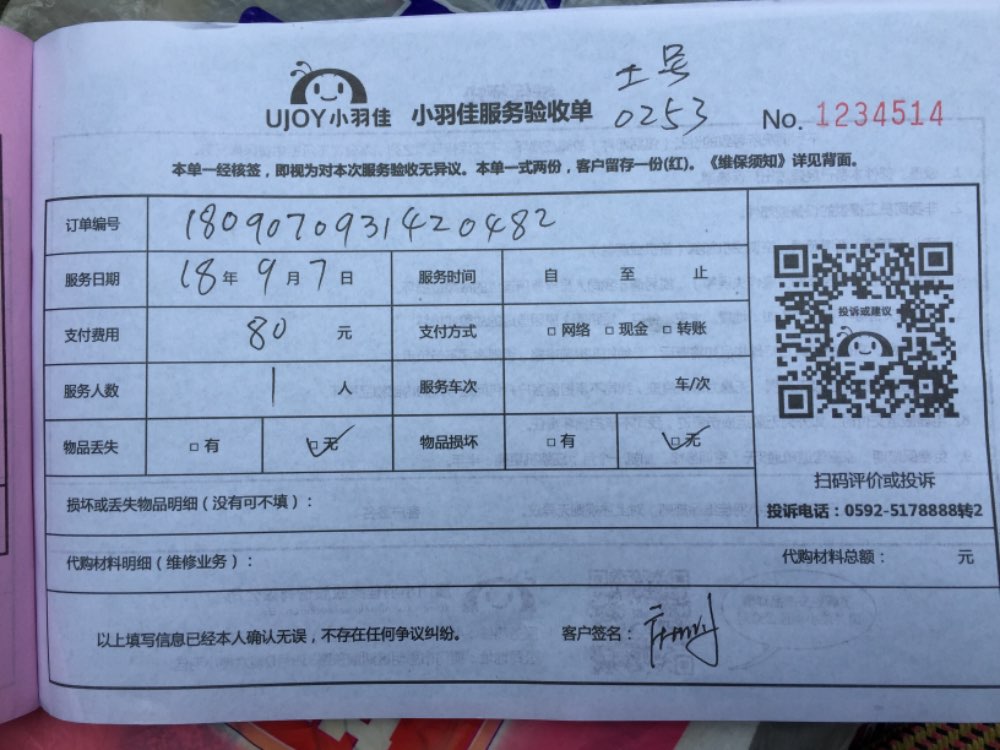 工号
UJOY小羽佳 小羽佳服务验收单 0253 No. 1234514
本单一经核签，即视为对本次服务验收无异议。本单一式两份，客户留存一份(红)。《维保须知》详见背面。
订单编号 1809070931420482
服务日期 18年9月7日 服务时间 自 至 止
支付费用 80 元 支付方式 □网络 □现金 □转账
投诉或建议
服务人数 1 人 服务车次 车/次
物品丢失 □有 ☑无 物品损坏 □有 ☑无
扫码评价或投诉
损坏或丢失物品明细（没有可不填）：
投诉电话：0592-5178888转2
代购材料明细（维修业务）： 代购材料总额： 元
以上填写信息已经本人确认无误，不存在任何争议纠纷。 客户签名：